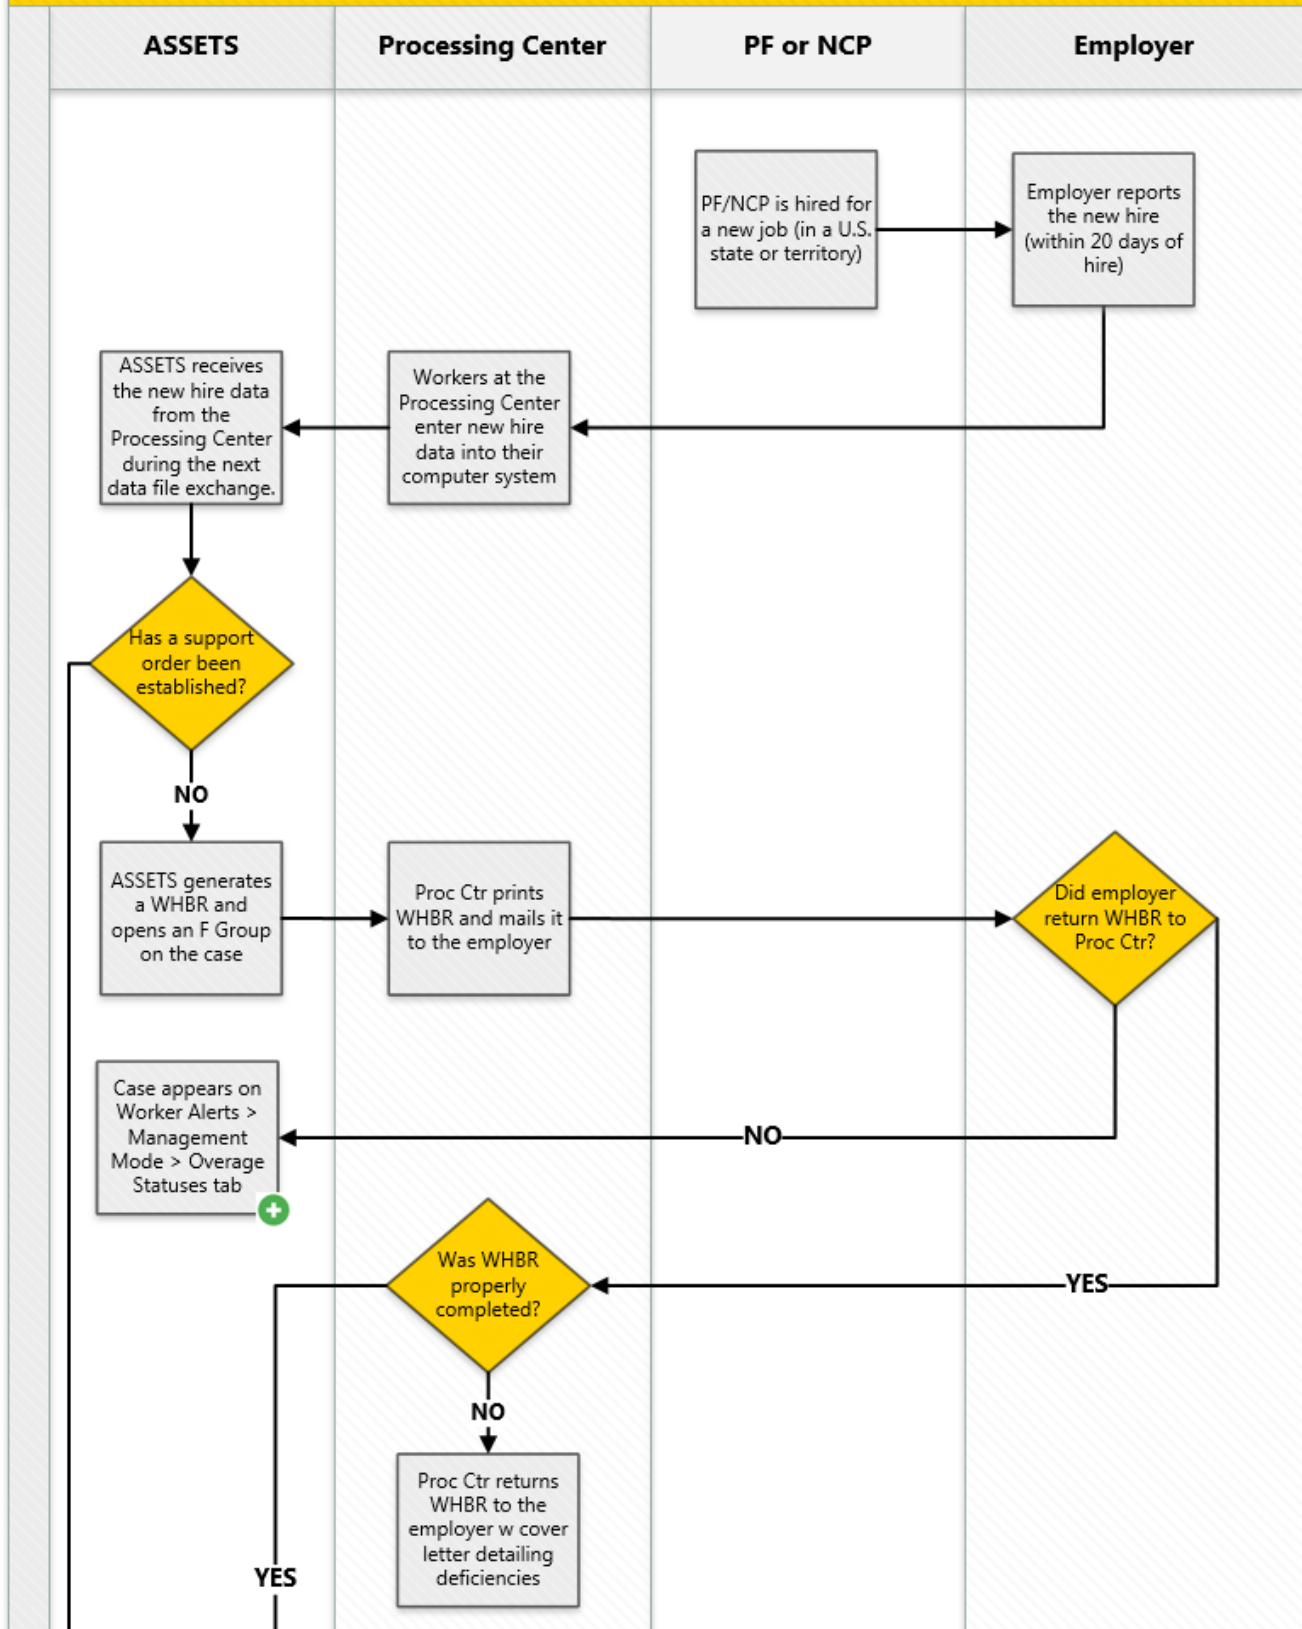 ASSETS
Processing Center
PF or NCP
Employer
PF/NCP is hired for
a new job (in a U.S.
state or territory)
Employer reports
the new hire
(within 20 days of
hire)
ASSETS receives
the new hire data
from the
Processing Center
during the next
data file exchange.
Workers at the
Processing Center
enter new hire
data into their
computer system
Has a support
order been
established?
NO
ASSETS generates
a WHBR and
opens an F Group
on the case
Proc Ctr prints
WHBR and mails it
to the employer
Did employer
return WHBR to
Proc Ctr?
Case appears on
Worker Alerts >
Management
Mode > Overage
Statuses tab
NO
Was WHBR
properly
completed?
YES
NO
Proc Ctr returns
WHBR to the
employer w cover
letter detailing
deficiencies
YES